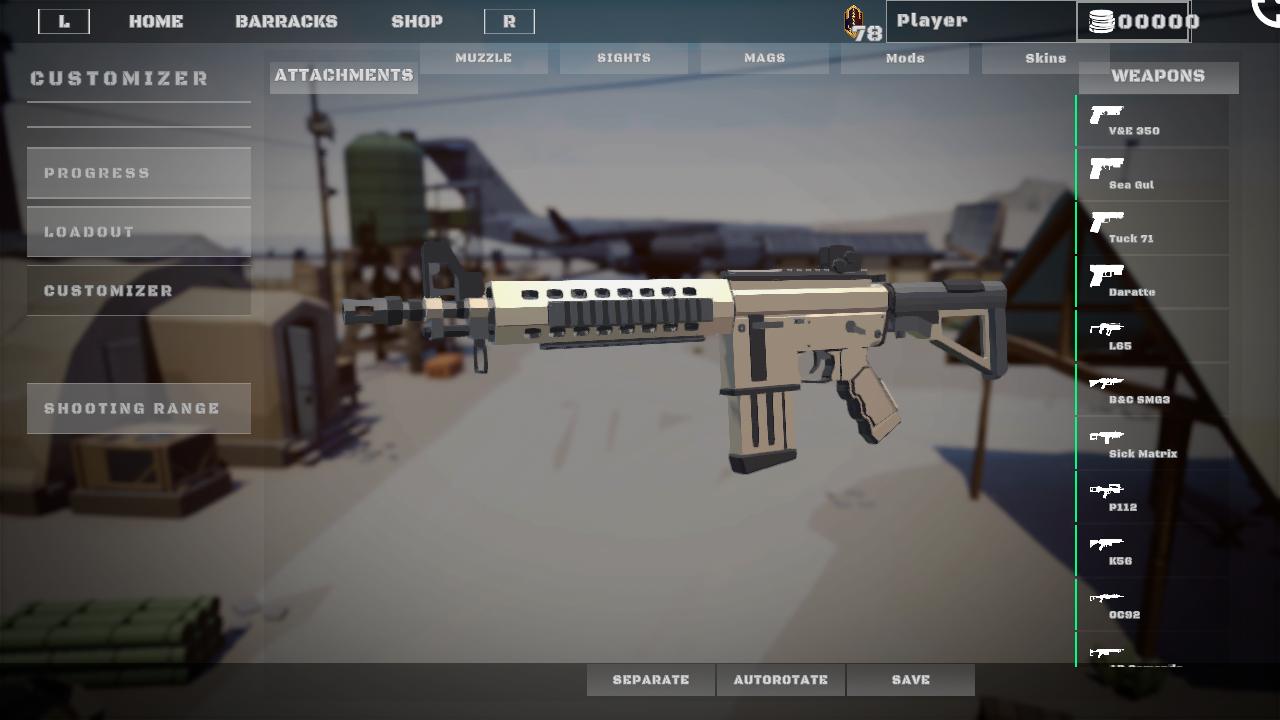 L HOME BARRACKS SHOP R 78 Player 00000
MUZZLE SIGHTS MAGS Mods Skins
CUSTOMIZER
ATTACHMENTS
WEAPONS
PROGRESS
LOADOUT
CUSTOMIZER
SHOOTING RANGE
V&E 350
Sea Gul
Tuck 71
Daratte
L65
B&C SMG3
Sick Matrix
P112
K56
OC92
SEPARATE AUTOROTATE SAVE